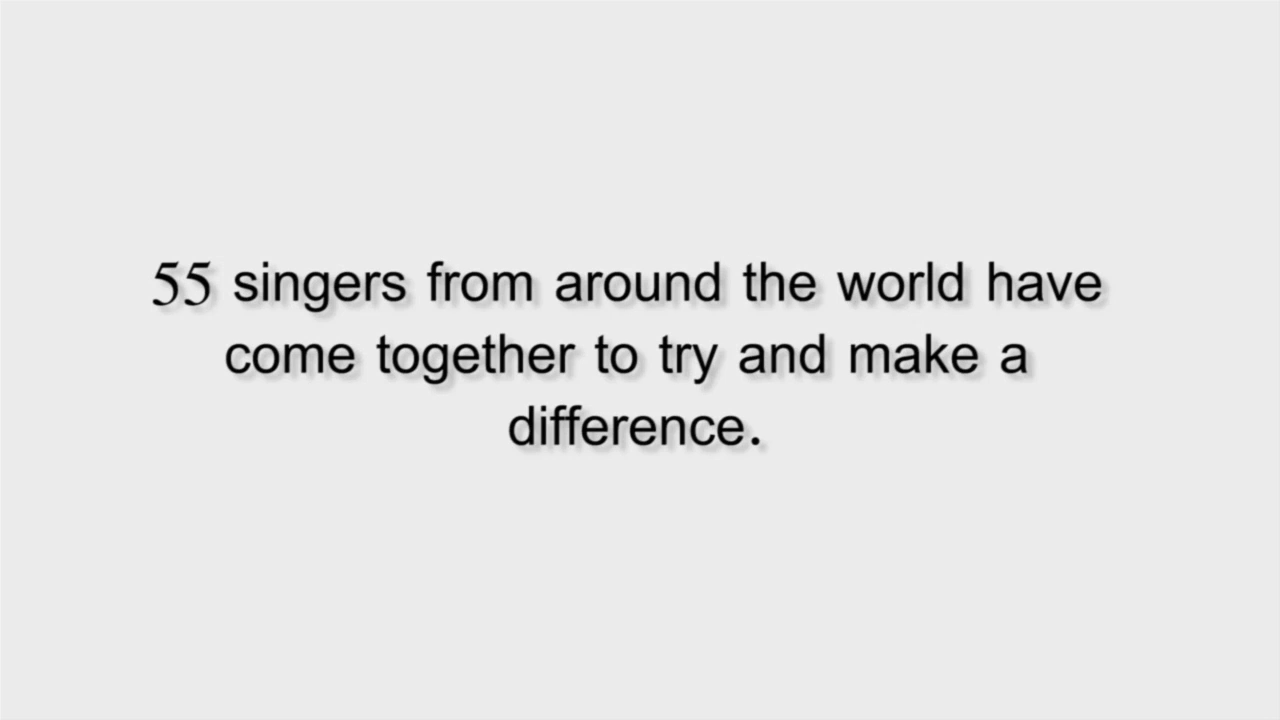 55 singers from around the world have
come together to try and make a
difference.